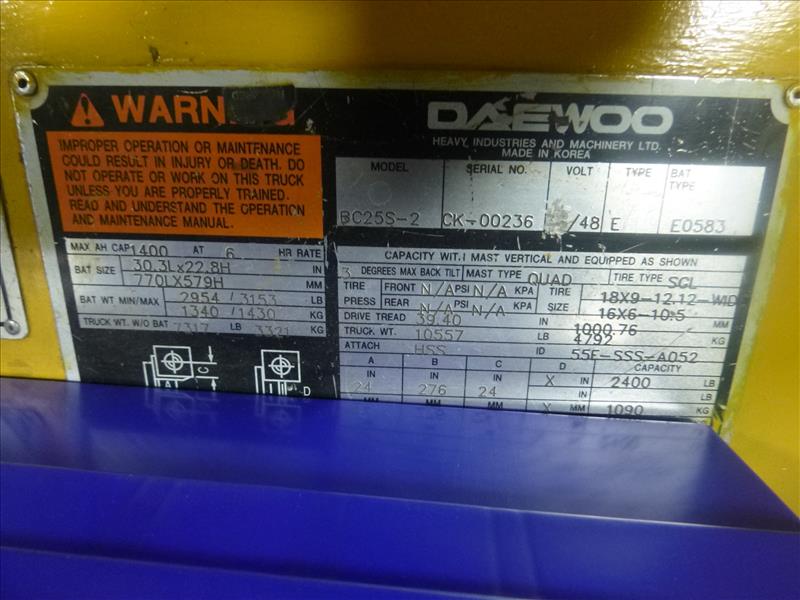 WARN G
IMPROPER OPERATION OR MAINTENANCE
COULD RESULT IN INJURY OR DEATH. DO
NOT OPERATE OR WORK ON THIS TRUCK
UNLESS YOU ARE PROPERLY TRAINED.
READ AND UNDERSTAND THE OPERATION
AND MAINTENANCE MANUAL.
DAEWOO
HEAVY INDUSTRIES AND MACHINERY LTD.
MADE IN KOREA
MODEL SERIAL NO. VOLT TYPE BAT TYPE
BC25S-2 CK-00236 /48 E E0583
MAX AH CAP 1400 AT 6 HR RATE
BAT SIZE 30.3Lx22.8H IN
770LX579H MM
BAT WT MIN/MAX 2954 / 3153 LB
1340 / 1430 KG
TRUCK WT. W/O BAT 7317 LB 3321 KG
C
D
CAPACITY WITH MAST VERTICAL AND EQUIPPED AS SHOWN
3 DEGREES MAX BACK TILT MAST TYPE QUAD TIRE TYPE SCL
TIRE PRESS FRONT N/A PSI N/A KPA TIRE SIZE 18X9-12.12-WID
REAR N/A PSI N/A KPA 16X6-10.5
DRIVE TREAD 39.40 IN 1000.76 MM
TRUCK WT. 10557 LB 4792 KG
ATTACH HSS ID 55F-SSS-A052
A B C D CAPACITY
IN IN IN X IN 2400 LB
24 276 24 IN
MM MM MM X MM 1090 KG